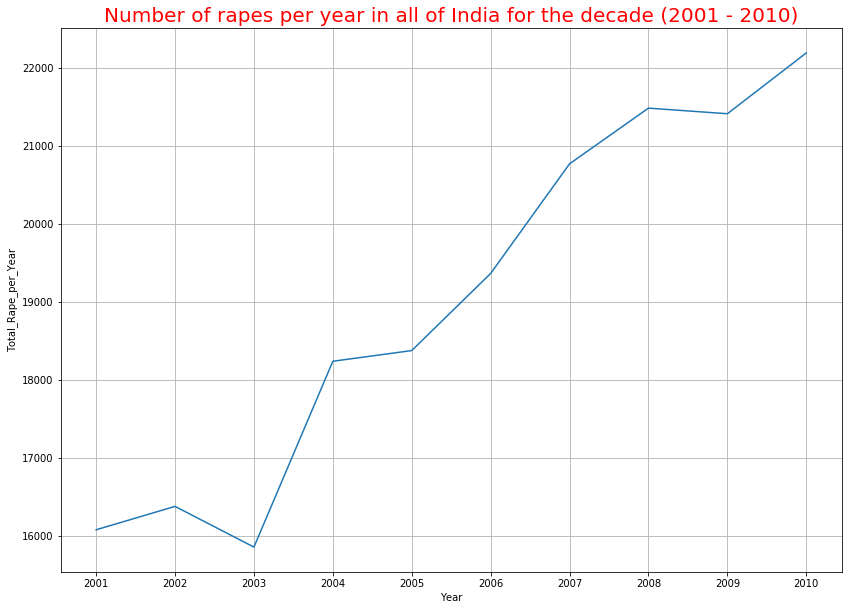 Number of rapes per year in all of India for the decade (2001 - 2010)
22000
21000
20000
19000
18000
17000
16000
Total_Rape_per_Year
2001 2002 2003 2004 2005 2006 2007 2008 2009 2010
Year